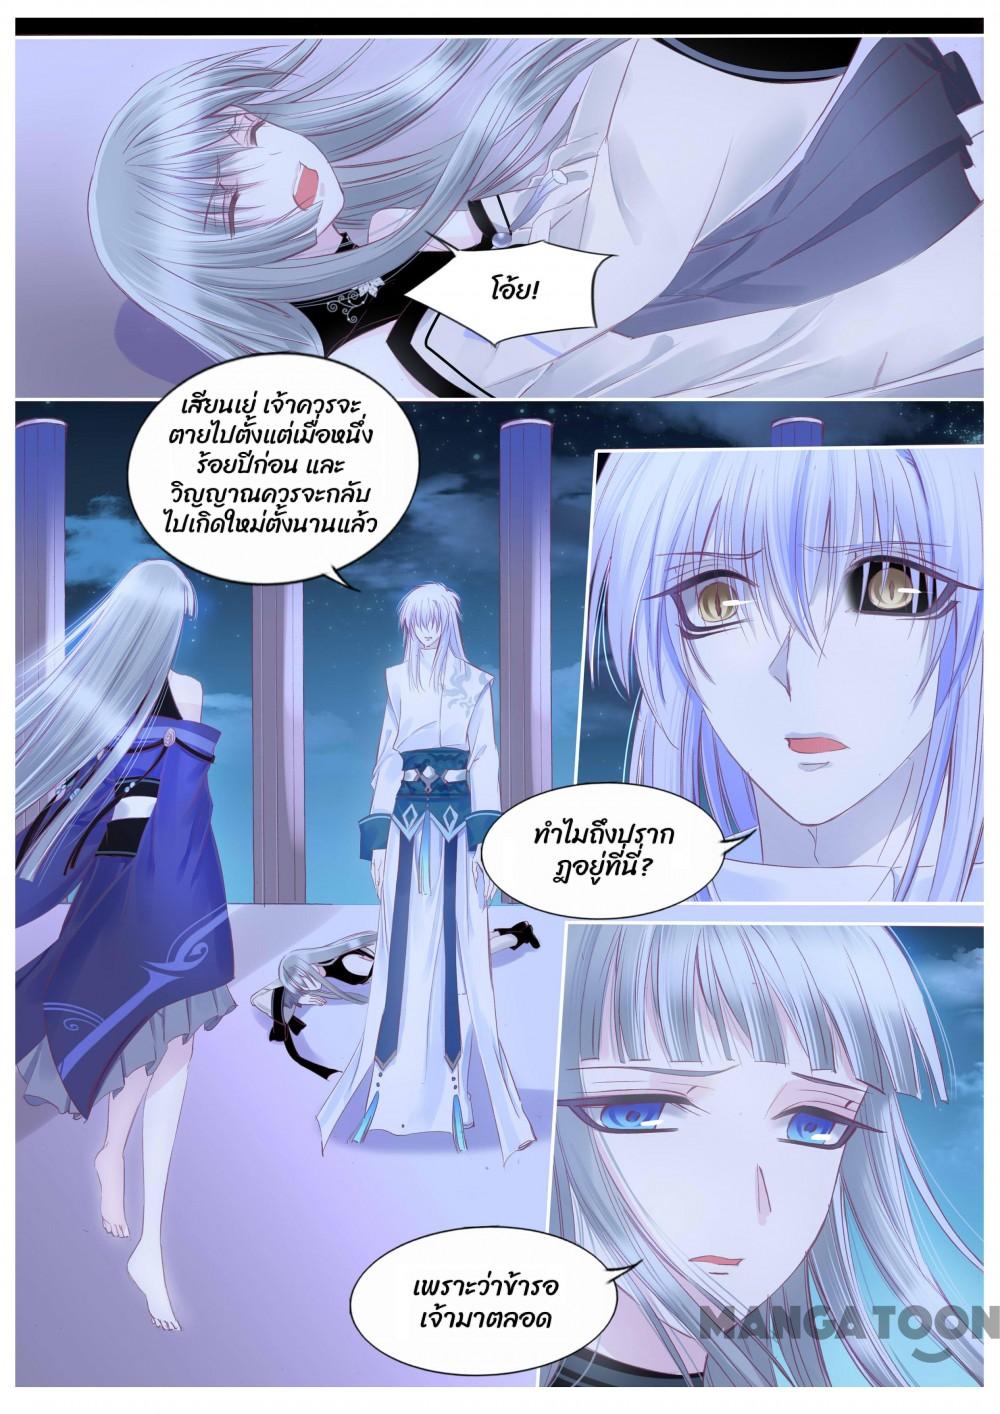 โอ้ย!
เสียนเย่ เจ้าควรจะ
ตายไปตั้งแต่เมื่อหนึ่ง
ร้อยปีก่อน และ
วิญญาณควรจะกลับ
ไปเกิดใหม่ตั้งนานแล้ว
ทำไมถึงปราก
ฎอยู่ที่นี่?
เพราะว่าข้ารอ
เจ้ามาตลอด
MANGATOON